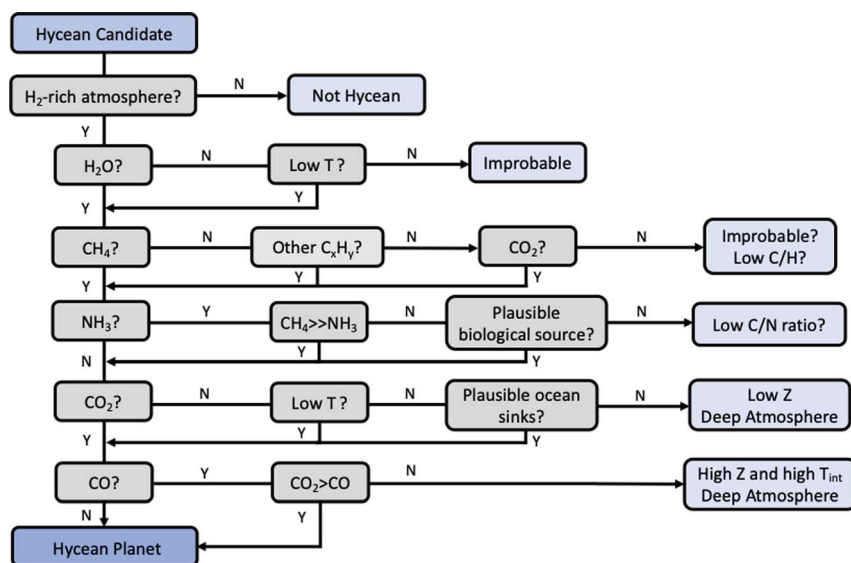 Hycean Candidate
H₂-rich atmosphere?
N
Not Hycean
Y
H₂O?
N
Low T ?
N
Improbable
Y
Y
CH₄?
N
Other CₓHᵧ?
N
CO₂?
N
Improbable?
Low C/H?
Y
Y
Y
NH₃?
Y
CH₄>>NH₃
N
Plausible
biological source?
N
Low C/N ratio?
N
Y
Y
CO₂?
N
Low T ?
N
Plausible ocean
sinks?
N
Low Z
Deep Atmosphere
Y
Y
Y
CO?
Y
CO₂>CO
N
High Z and high Tᵢₙₜ
Deep Atmosphere
N
Y
Hycean Planet